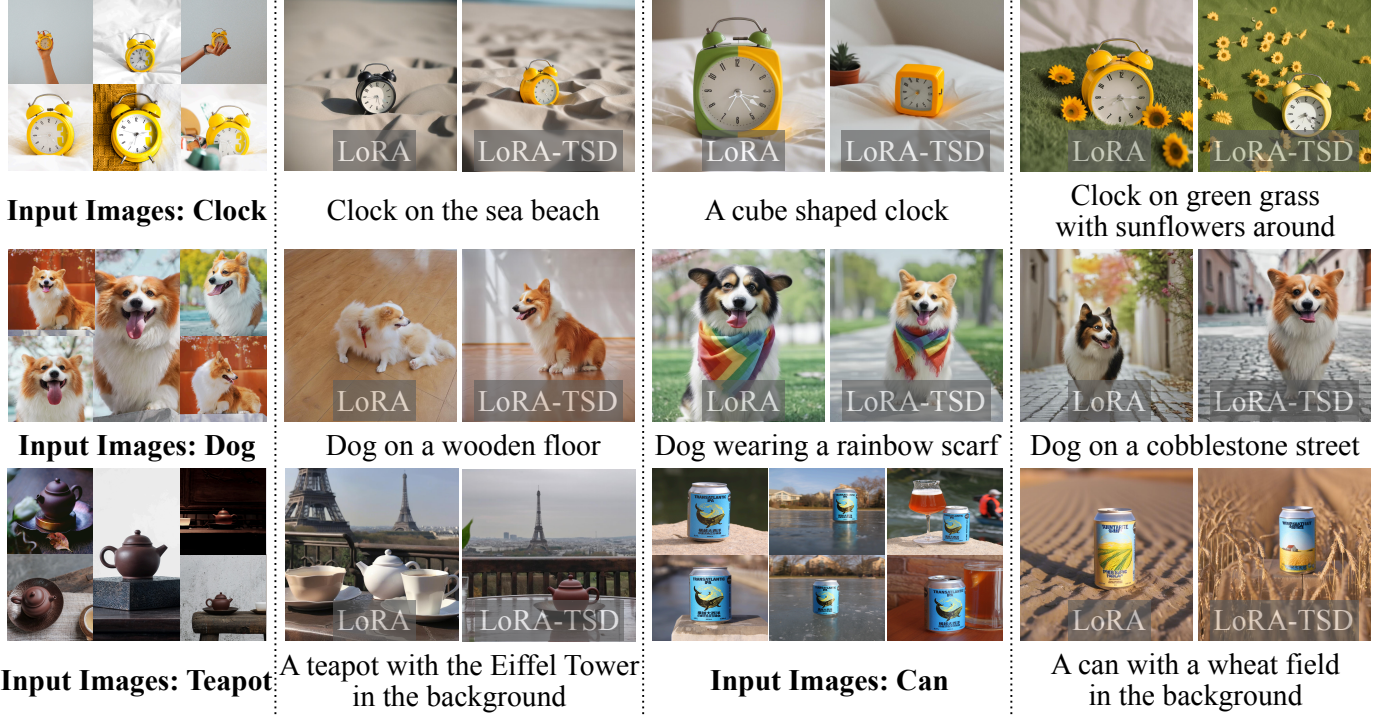 LoRA
LoRA-TSD
LoRA
LoRA-TSD
LoRA
LoRA-TSD
Input Images: Clock
Clock on the sea beach
A cube shaped clock
Clock on green grass
with sunflowers around
LoRA
LoRA-TSD
LoRA
LoRA-TSD
LoRA
LoRA-TSD
Input Images: Dog
Dog on a wooden floor
Dog wearing a rainbow scarf
Dog on a cobblestone street
TRANSATLANTIC
IPA
TRANSATLANTIC
IPA
LoRA
LoRA-TSD
LoRA
LoRA-TSD
Input Images: Teapot
A teapot with the Eiffel Tower
in the background
Input Images: Can
A can with a wheat field
in the background